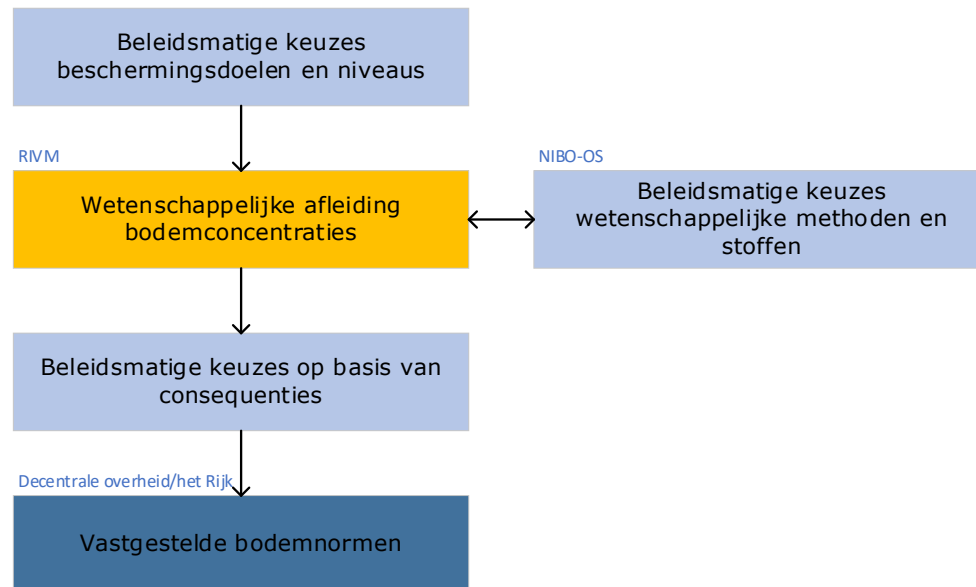 Beleidsmatige keuzes
beschermingsdoelen en niveaus
RIVM
Wetenschappelijke afleiding
bodemconcentraties
NIBO-OS
Beleidsmatige keuzes
wetenschappelijke methoden en
stoffen
Beleidsmatige keuzes op basis van
consequenties
Decentrale overheid/het Rijk
Vastgestelde bodemnormen